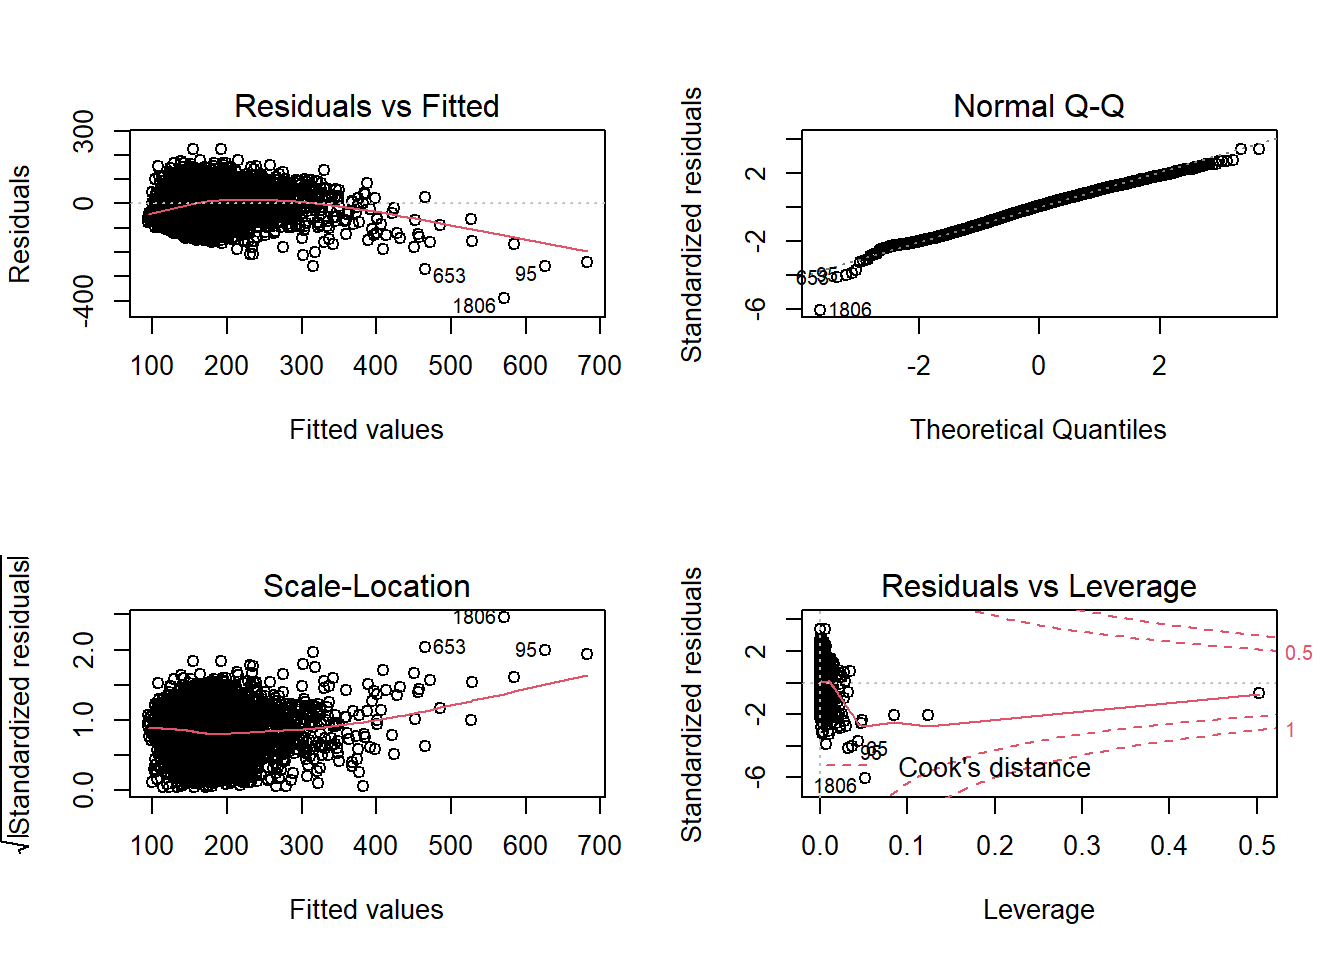 Residuals vs Fitted
Residuals
300
0
-400
653
95
1806
100 200 300 400 500 600 700
Fitted values
Normal Q-Q
Standardized residuals
2
-2
-6
1806
-2 0 2
Theoretical Quantiles
Scale-Location
√|Standardized residuals|
2.0
1.0
0.0
1806
653
95
100 200 300 400 500 600 700
Fitted values
Residuals vs Leverage
Standardized residuals
2
-2
-6
0.5
1
95
Cook's distance
1806
0.0 0.1 0.2 0.3 0.4 0.5
Leverage